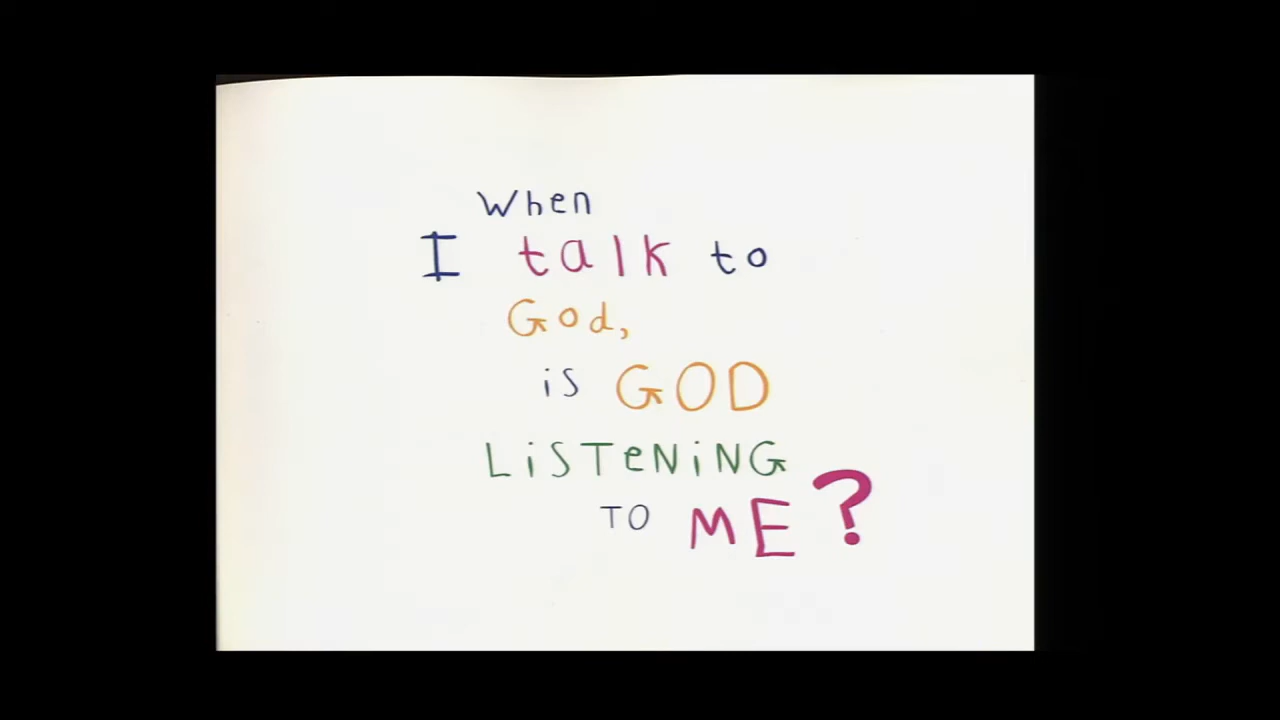 When
I talk to
God,
is GOD
LiSTeNiNG
TO ME?